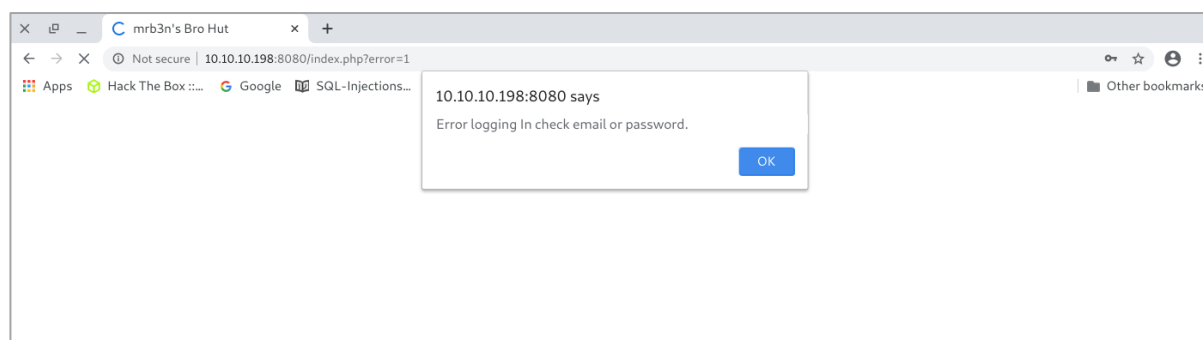 mrb3n's Bro Hut
Not secure | 10.10.10.198:8080/index.php?error=1
Apps Hack The Box ::... Google SQL-Injections... Other bookmarks
10.10.10.198:8080 says
Error logging In check email or password.
OK